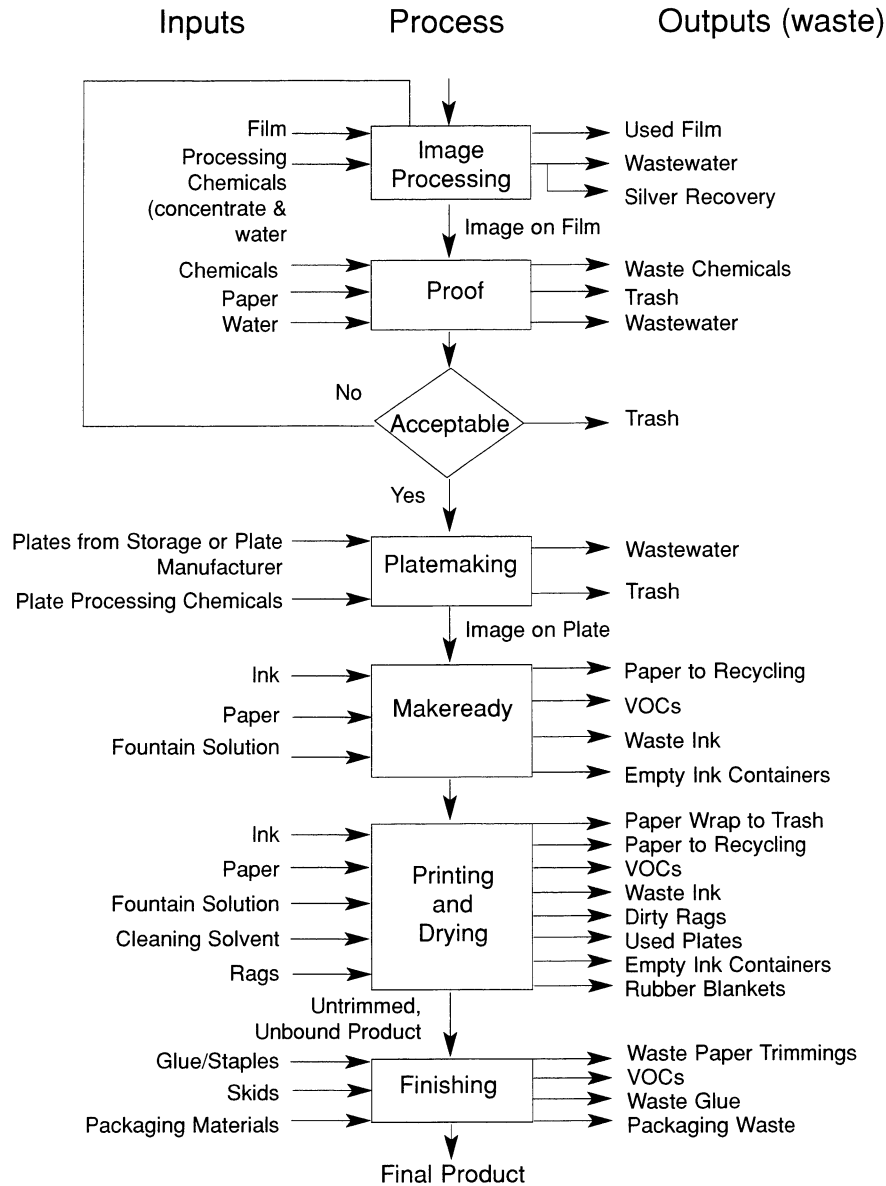 Inputs
Process
Outputs (waste)
Film
Processing
Chemicals
(concentrate &
water
Image
Processing
Used Film
Wastewater
Silver Recovery
Image on Film
Chemicals
Paper
Water
Proof
Waste Chemicals
Trash
Wastewater
No
Acceptable
Trash
Yes
Plates from Storage or Plate
Manufacturer
Plate Processing Chemicals
Platemaking
Wastewater
Trash
Image on Plate
Ink
Paper
Fountain Solution
Makeready
Paper to Recycling
VOCs
Waste Ink
Empty Ink Containers
Ink
Paper
Fountain Solution
Cleaning Solvent
Rags
Printing
and
Drying
Paper Wrap to Trash
Paper to Recycling
VOCs
Waste Ink
Dirty Rags
Used Plates
Empty Ink Containers
Rubber Blankets
Untrimmed,
Unbound Product
Glue/Staples
Skids
Packaging Materials
Finishing
Waste Paper Trimmings
VOCs
Waste Glue
Packaging Waste
Final Product